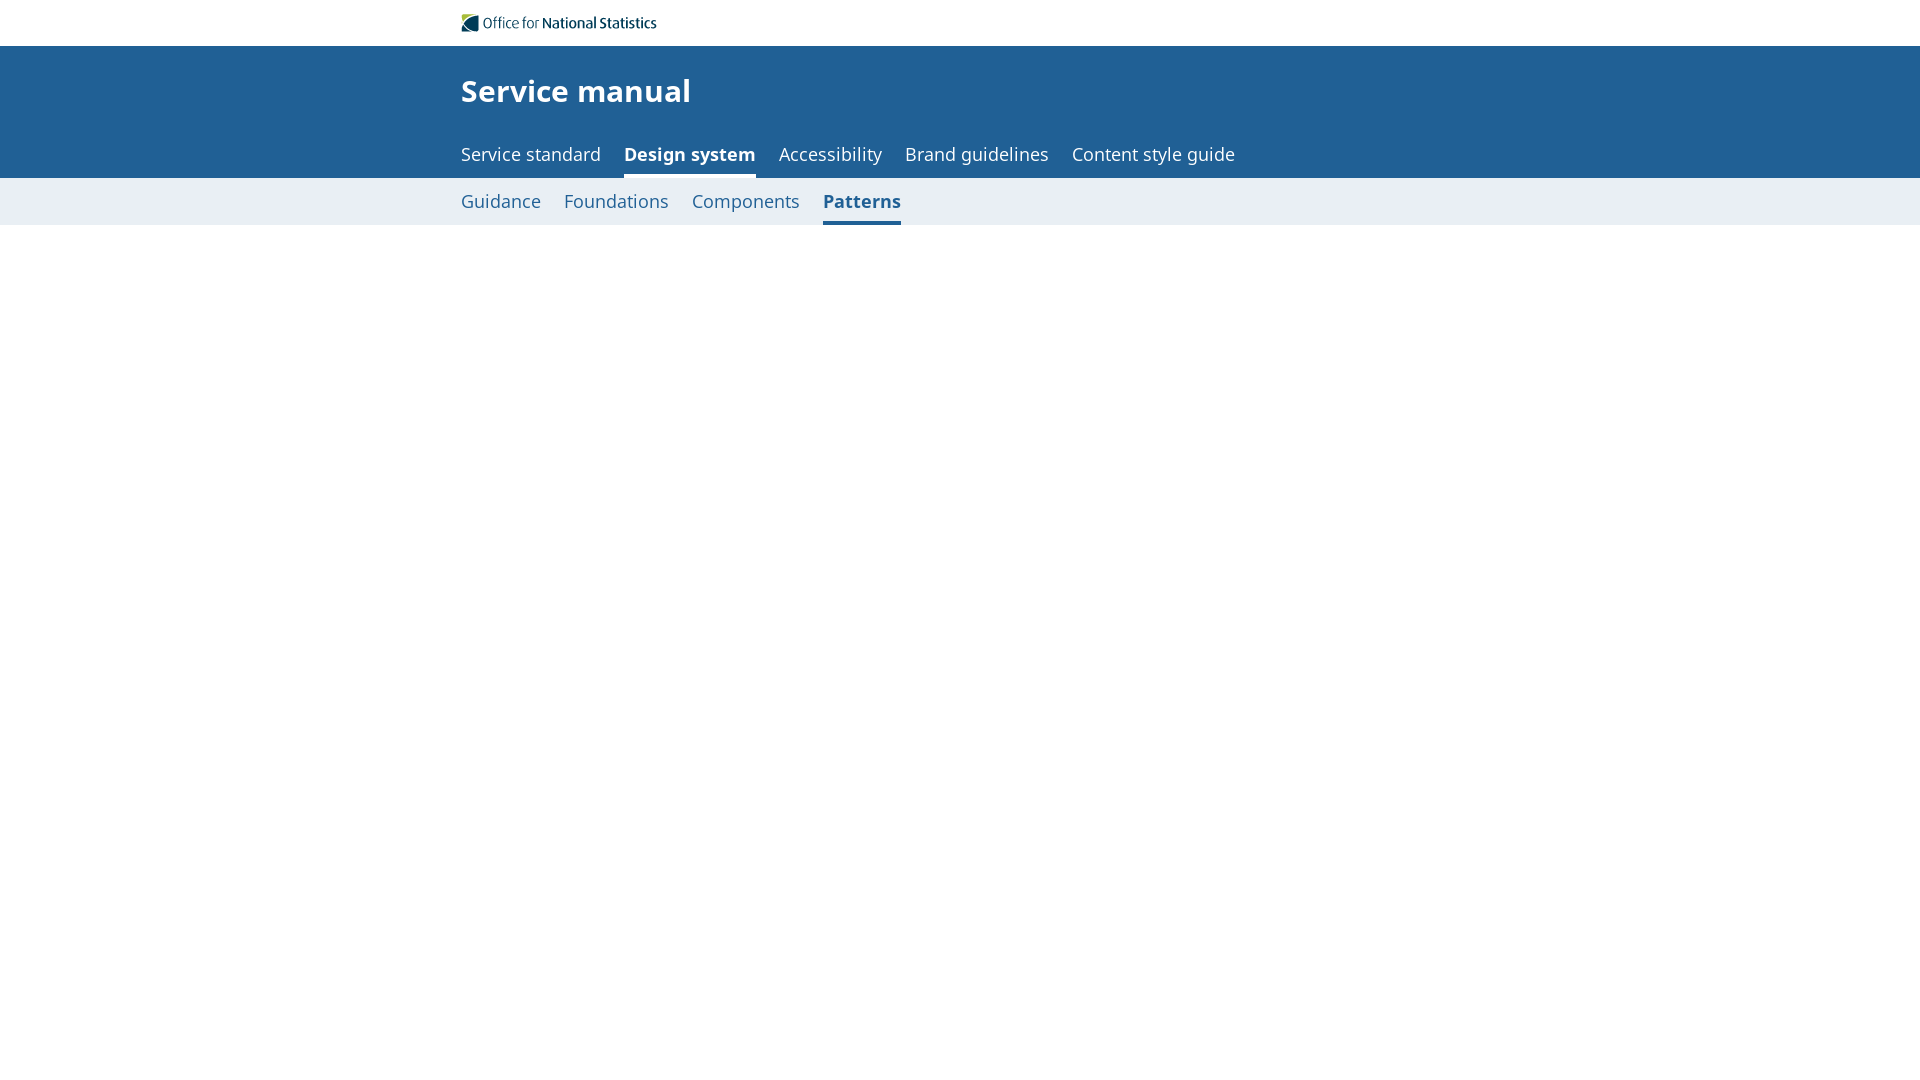 Office for National Statistics
Service manual
Service standard Design system Accessibility Brand guidelines Content style guide
Guidance Foundations Components Patterns